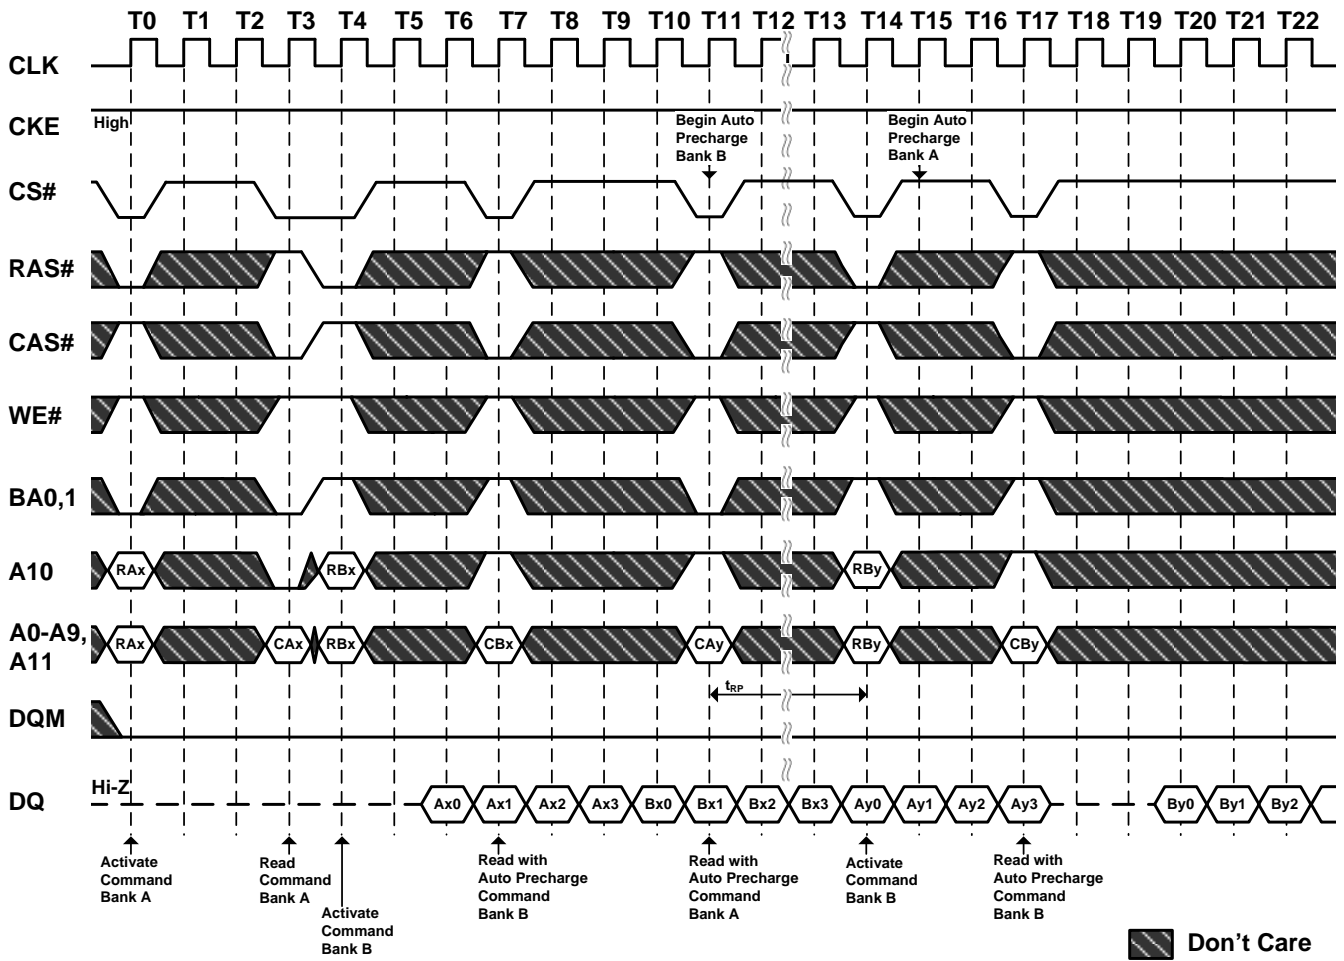 T0 T1 T2 T3 T4 T5 T6 T7 T8 T9 T10 T11 T12 T13 T14 T15 T16 T17 T18 T19 T20 T21 T22
CLK
CKE
High
Begin Auto
Precharge
Bank B
Begin Auto
Precharge
Bank A
CS#
RAS#
CAS#
WE#
BA0,1
A10
RAx RBx RBy
A0-A9,
A11
RAx CAx RBx CBx CAy RBy CBy
tRP
DQM
DQ
Hi-Z
Ax0 Ax1 Ax2 Ax3 Bx0 Bx1 Bx2 Bx3 Ay0 Ay1 Ay2 Ay3 By0 By1 By2
Activate
Command
Bank A
Read
Command
Bank A
Activate
Command
Bank B
Read with
Auto Precharge
Command
Bank B
Read with
Auto Precharge
Command
Bank A
Activate
Command
Bank B
Read with
Auto Precharge
Command
Bank B
Don't Care